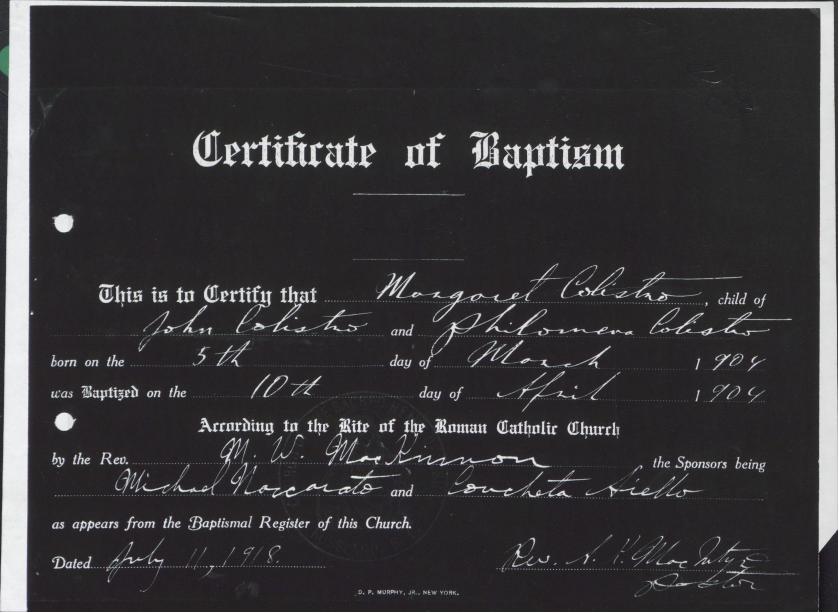 Certificate of Baptism
This is to Certify that Margaret Colistro, child of
John Colistro and Philomena Colistro
born on the 5th day of March 1904
was Baptized on the 10th day of April 1904
According to the Rite of the Roman Catholic Church
by the Rev. M. W. MacKinnon the Sponsors being
Michael Naccarato and Concheta Aiello
as appears from the Baptismal Register of this Church.
Dated July 11, 1918. Rev. A. K. MacIntyre
Pastor
D. P. MURPHY, JR., NEW YORK.